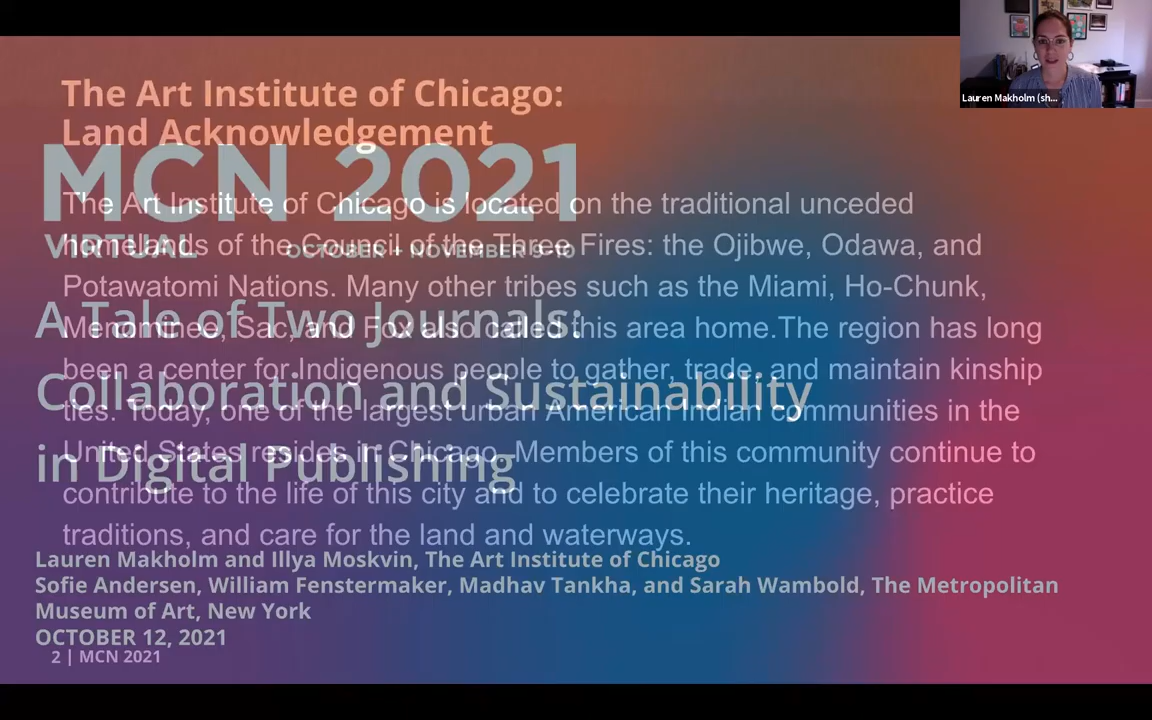 Lauren Makholm (sh...
The Art Institute of Chicago:
Land Acknowledgement
MCN 2021
The Art Institute of Chicago is located on the traditional unceded
VIRTUAL OCTOBER + NOVEMBER 9-10
homelands of the Council of the Three Fires: the Ojibwe, Odawa, and
Potawatomi Nations. Many other tribes such as the Miami, Ho-Chunk,
A Tale of Two Journals:
Menominee, Sac, and Fox also called this area home.The region has long
been a center for Indigenous people to gather, trade, and maintain kinship
Collaboration and Sustainability
ties. Today, one of the largest urban American Indian communities in the
United States resides in Chicago. Members of this community continue to
in Digital Publishing
contribute to the life of this city and to celebrate their heritage, practice
traditions, and care for the land and waterways.
Lauren Makholm and Illya Moskvin, The Art Institute of Chicago
Sofie Andersen, William Fenstermaker, Madhav Tankha, and Sarah Wambold, The Metropolitan
Museum of Art, New York
OCTOBER 12, 2021
2 | MCN 2021